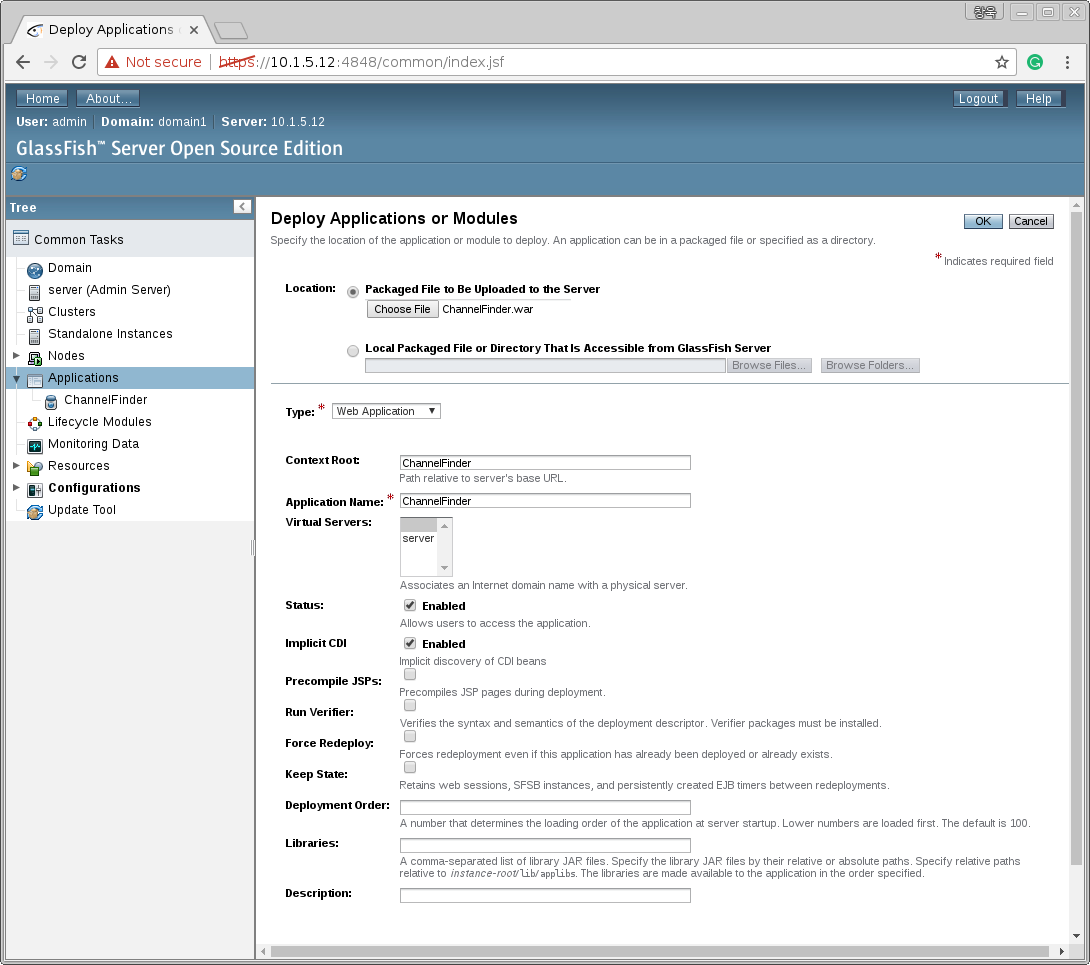 창욱
Deploy Applications
Not secure https://10.1.5.12:4848/common/index.jsf
Home About... Logout Help
User: admin Domain: domain1 Server: 10.1.5.12
GlassFish™ Server Open Source Edition
Tree
Common Tasks
Domain
server (Admin Server)
Clusters
Standalone Instances
Nodes
Applications
ChannelFinder
Lifecycle Modules
Monitoring Data
Resources
Configurations
Update Tool
Deploy Applications or Modules
OK Cancel
Specify the location of the application or module to deploy. An application can be in a packaged file or specified as a directory.
* Indicates required field
Location: Packaged File to Be Uploaded to the Server
Choose File ChannelFinder.war
Local Packaged File or Directory That Is Accessible from GlassFish Server
Browse Files... Browse Folders...
Type: * Web Application
Context Root: ChannelFinder
Path relative to server's base URL.
Application Name: * ChannelFinder
Virtual Servers:
server
Associates an Internet domain name with a physical server.
Status: Enabled
Allows users to access the application.
Implicit CDI Enabled
Implicit discovery of CDI beans
Precompile JSPs:
Precompiles JSP pages during deployment.
Run Verifier:
Verifies the syntax and semantics of the deployment descriptor. Verifier packages must be installed.
Force Redeploy:
Forces redeployment even if this application has already been deployed or already exists.
Keep State:
Retains web sessions, SFSB instances, and persistently created EJB timers between redeployments.
Deployment Order:
A number that determines the loading order of the application at server startup. Lower numbers are loaded first. The default is 100.
Libraries:
A comma-separated list of library JAR files. Specify the library JAR files by their relative or absolute paths. Specify relative paths
relative to instance-root/lib/applibs. The libraries are made available to the application in the order specified.
Description: